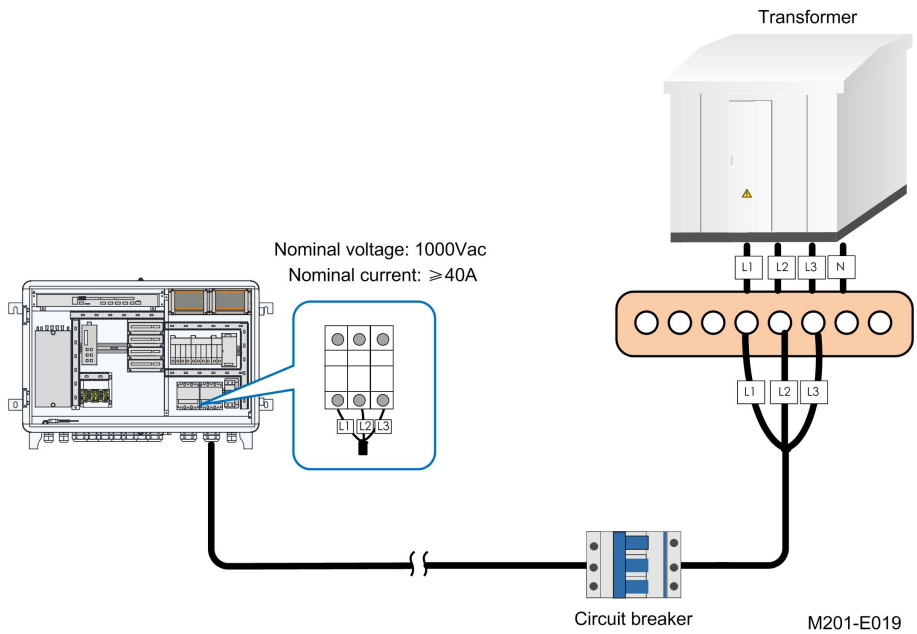 Transformer
L1 L2 L3 N
Nominal voltage: 1000Vac
Nominal current: ≥40A
L1 L2 L3
L1 L2 L3
Circuit breaker
M201-E019